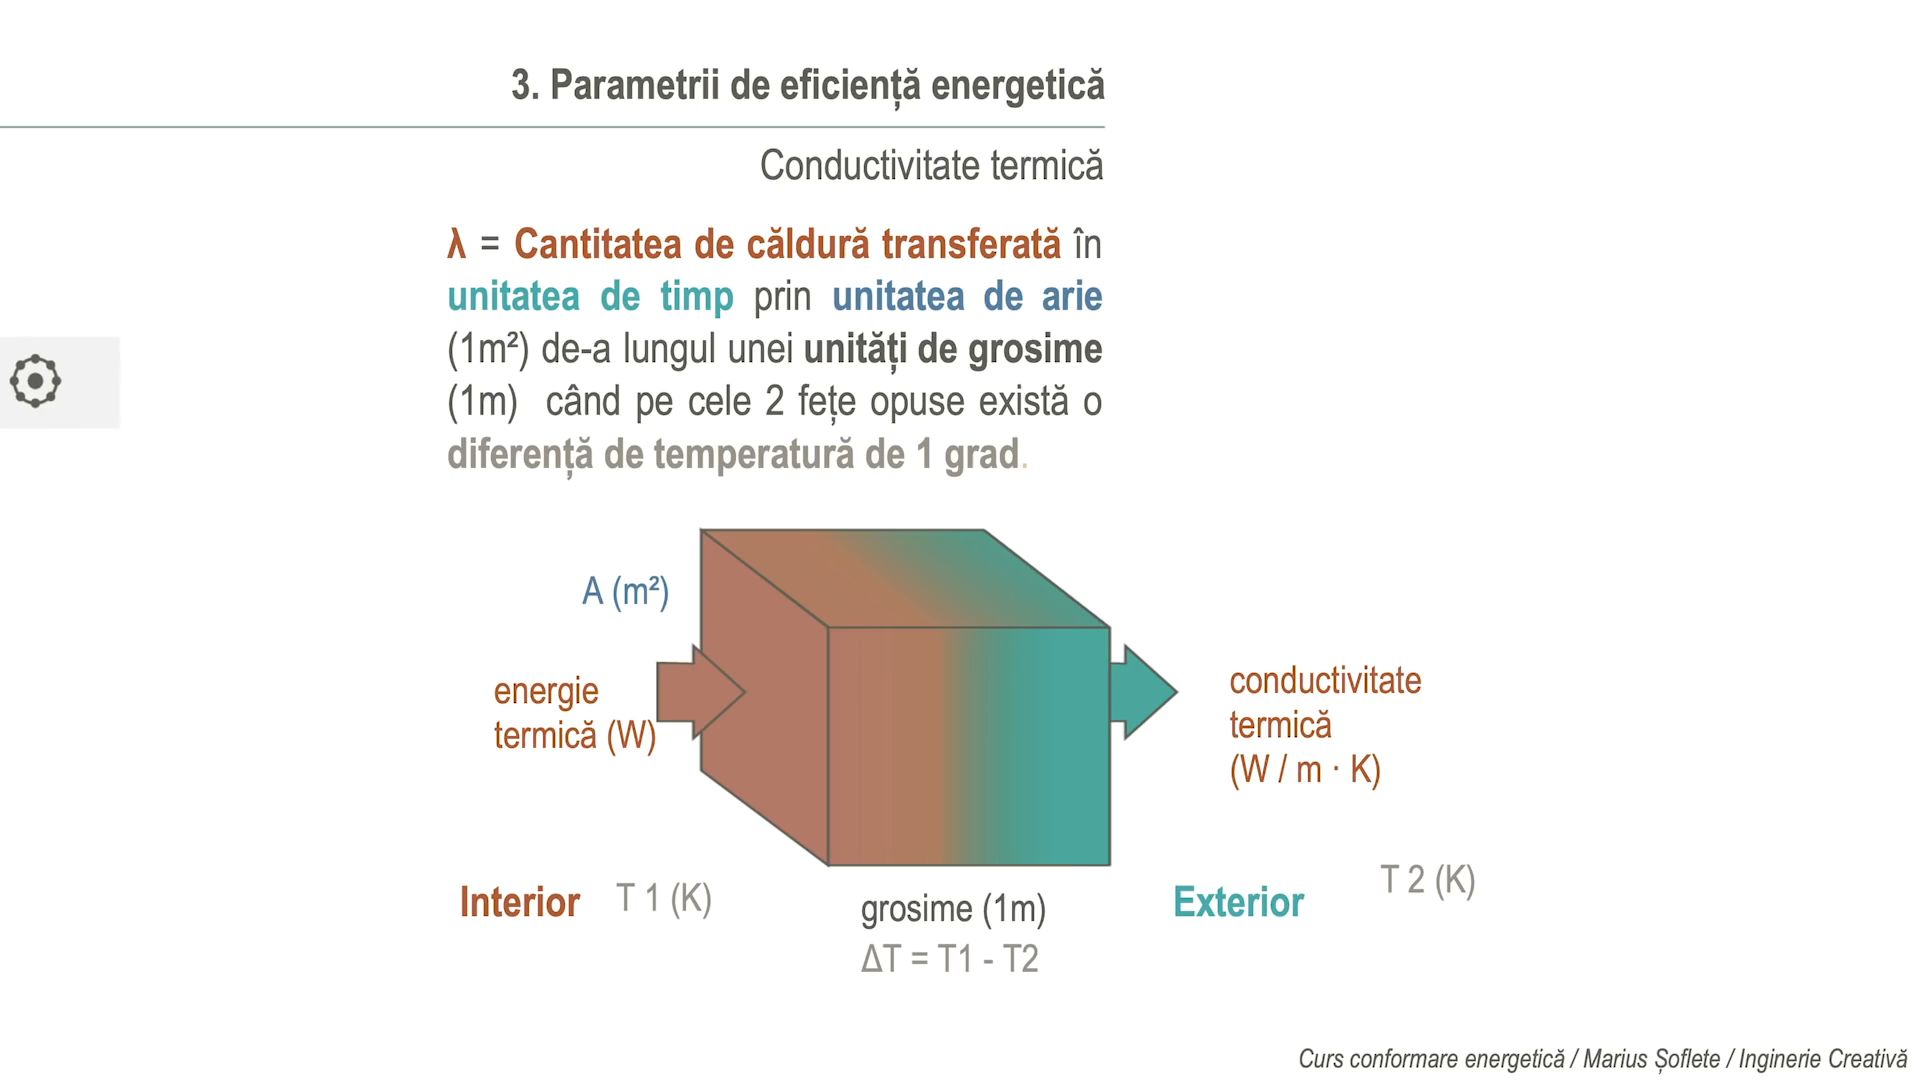 3. Parametrii de eficiență energetică
Conductivitate termică
λ = Cantitatea de căldură transferată în
unitatea de timp prin unitatea de arie
(1m²) de-a lungul unei unități de grosime
(1m) când pe cele 2 fețe opuse există o
diferență de temperatură de 1 grad.
A (m²)
energie
termică (W)
conductivitate
termică
(W / m · K)
Interior
T 1 (K)
grosime (1m)
ΔT = T1 - T2
Exterior
T 2 (K)
Curs conformare energetică / Marius Șoflete / Inginerie Creativă